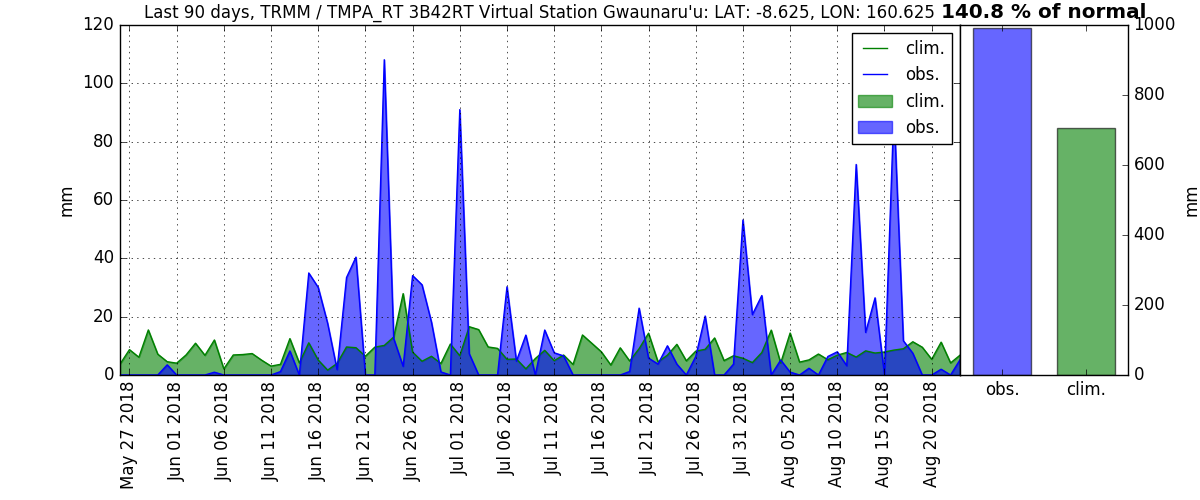 Last 90 days, TRMM / TMPA_RT 3B42RT Virtual Station Gwaunaru'u: LAT: -8.625, LON: 160.625 140.8 % of normal
120
100
80
60
40
20
0
mm
clim.
obs.
clim.
obs.
1000
800
600
400
200
0
mm
obs.
clim.
May 27 2018
Jun 01 2018
Jun 06 2018
Jun 11 2018
Jun 16 2018
Jun 21 2018
Jun 26 2018
Jul 01 2018
Jul 06 2018
Jul 11 2018
Jul 16 2018
Jul 21 2018
Jul 26 2018
Jul 31 2018
Aug 05 2018
Aug 10 2018
Aug 15 2018
Aug 20 2018